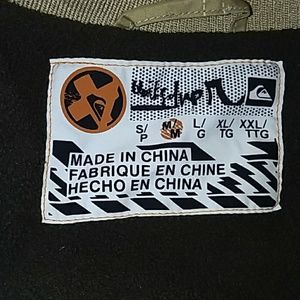 S/P M/M L/G XL/TG XXL/TTG
MADE IN CHINA
FABRIQUE EN CHINE
HECHO EN CHINA